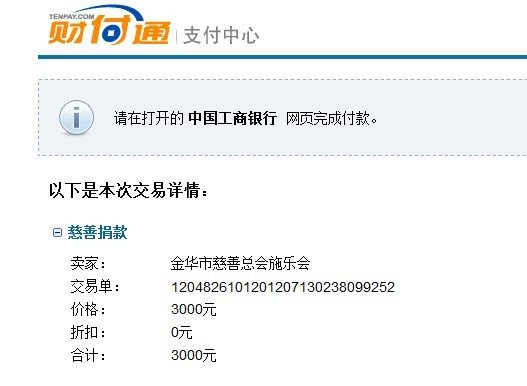 TENPAY.COM
财付通 支付中心
请在打开的 中国工商银行 网页完成付款。
以下是本次交易详情：
慈善捐款
卖家： 金华市慈善总会施乐会
交易单： 1204826101201207130238099252
价格： 3000元
折扣： 0元
合计： 3000元